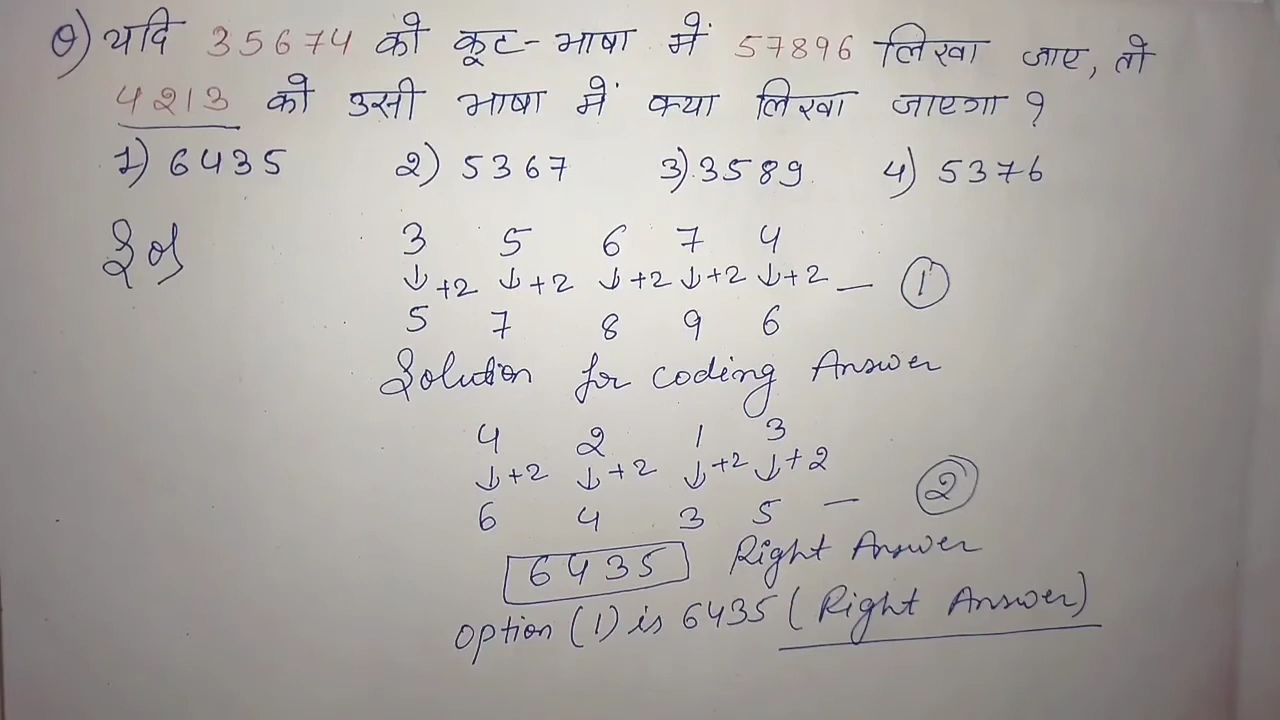 Q) यदि 35674 को कूट-भाषा में 57896 लिखा जाए, तो
4213 को उसी भाषा में क्या लिखा जाएगा ?
1) 6435 2) 5367 3) 3589 4) 5376
Sol 3 5 6 7 4
↓+2 ↓+2 ↓+2 ↓+2 ↓+2 — 1
5 7 8 9 6
Solution for coding Answer
4 2 1 3
↓+2 ↓+2 ↓+2 ↓+2
6 4 3 5 — 2
6435 Right Answer
option (1) is 6435 (Right Answer)